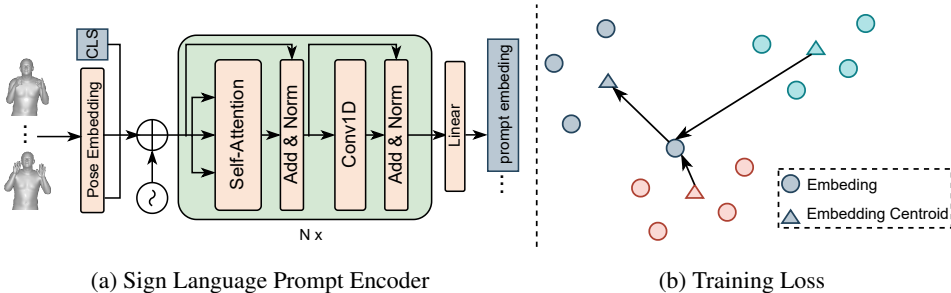 CLS
Pose Embedding
Self-Attention
Add & Norm
Conv1D
Add & Norm
Linear
prompt embedding
N x
Embeding
Embedding Centroid
(a) Sign Language Prompt Encoder
(b) Training Loss